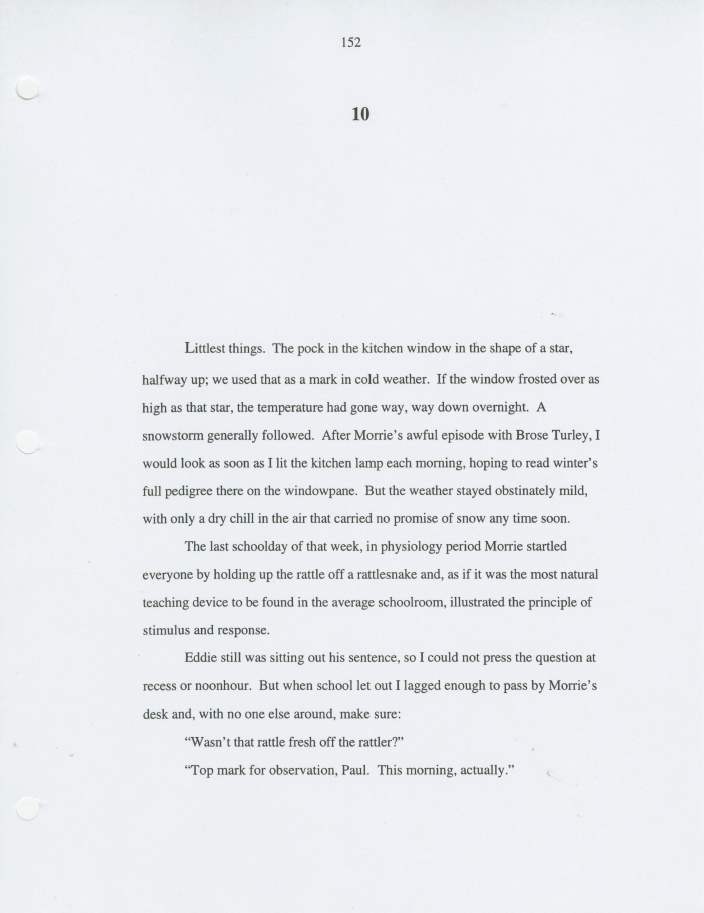 152
10
Littlest things.  The pock in the kitchen window in the shape of a star,
halfway up; we used that as a mark in cold weather.  If the window frosted over as
high as that star, the temperature had gone way, way down overnight.  A
snowstorm generally followed.  After Morrie's awful episode with Brose Turley, I
would look as soon as I lit the kitchen lamp each morning, hoping to read winter's
full pedigree there on the windowpane.  But the weather stayed obstinately mild,
with only a dry chill in the air that carried no promise of snow any time soon.
The last schoolday of that week, in physiology period Morrie startled
everyone by holding up the rattle off a rattlesnake and, as if it was the most natural
teaching device to be found in the average schoolroom, illustrated the principle of
stimulus and response.
Eddie still was sitting out his sentence, so I could not press the question at
recess or noonhour.  But when school let out I lagged enough to pass by Morrie's
desk and, with no one else around, make sure:
“Wasn't that rattle fresh off the rattler?”
“Top mark for observation, Paul.  This morning, actually.”